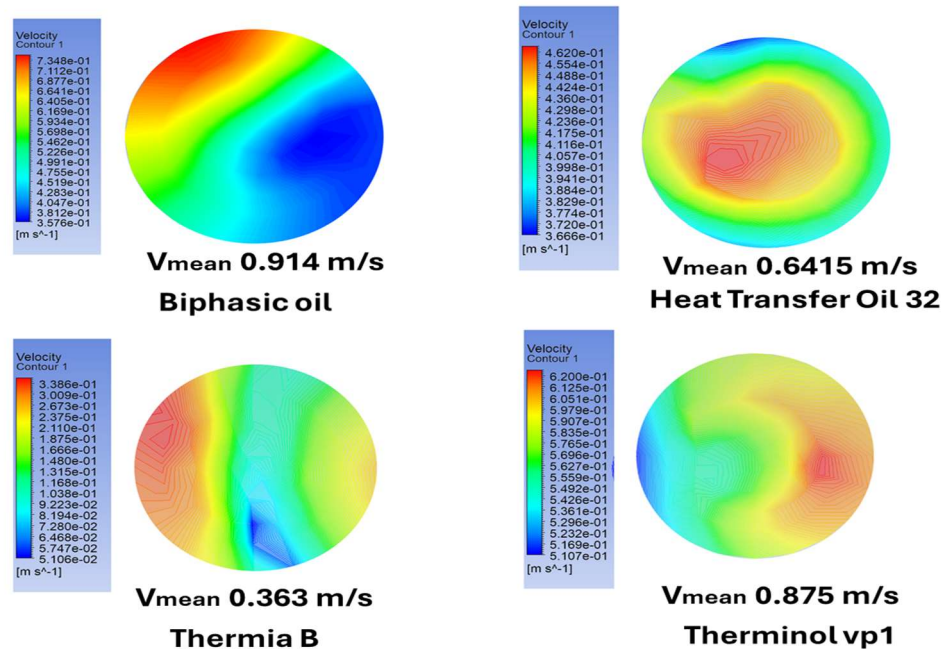 Velocity
Contour 1
7.348e-01
7.112e-01
6.877e-01
6.641e-01
6.405e-01
6.169e-01
5.934e-01
5.698e-01
5.462e-01
5.226e-01
4.991e-01
4.755e-01
4.519e-01
4.283e-01
4.047e-01
3.812e-01
3.576e-01
[m s^-1]
Vmean 0.914 m/s
Biphasic oil
Velocity
Contour 1
4.620e-01
4.554e-01
4.488e-01
4.424e-01
4.360e-01
4.298e-01
4.236e-01
4.175e-01
4.116e-01
4.057e-01
3.998e-01
3.941e-01
3.884e-01
3.829e-01
3.774e-01
3.720e-01
3.666e-01
[m s^-1]
Vmean 0.6415 m/s
Heat Transfer Oil 32
Velocity
Contour 1
3.386e-01
3.009e-01
2.673e-01
2.375e-01
2.110e-01
1.875e-01
1.666e-01
1.480e-01
1.315e-01
1.168e-01
1.038e-01
9.223e-02
8.194e-02
7.280e-02
6.468e-02
5.747e-02
5.106e-02
[m s^-1]
Vmean 0.363 m/s
Thermia B
Velocity
Contour 1
6.200e-01
6.125e-01
6.051e-01
5.979e-01
5.907e-01
5.835e-01
5.765e-01
5.696e-01
5.627e-01
5.559e-01
5.492e-01
5.426e-01
5.361e-01
5.296e-01
5.232e-01
5.169e-01
5.107e-01
[m s^-1]
Vmean 0.875 m/s
Therminol vp1